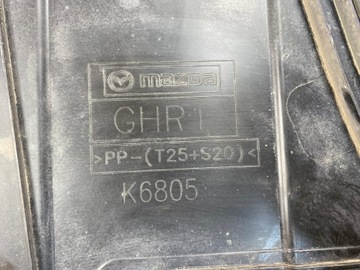 mazda
GHR1
>PP-(T25+S20)<
K6805